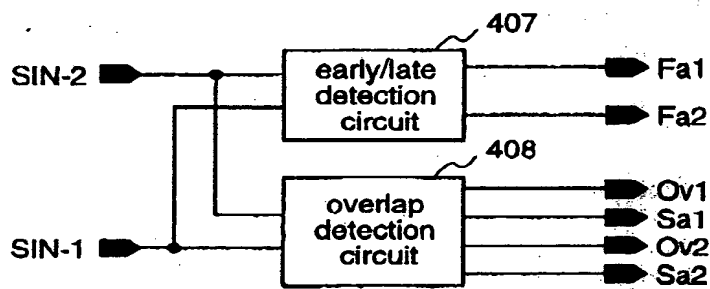 407
SIN-2
early/late
detection
circuit
Fa1
Fa2
408
SIN-1
overlap
detection
circuit
Ov1
Sa1
Ov2
Sa2